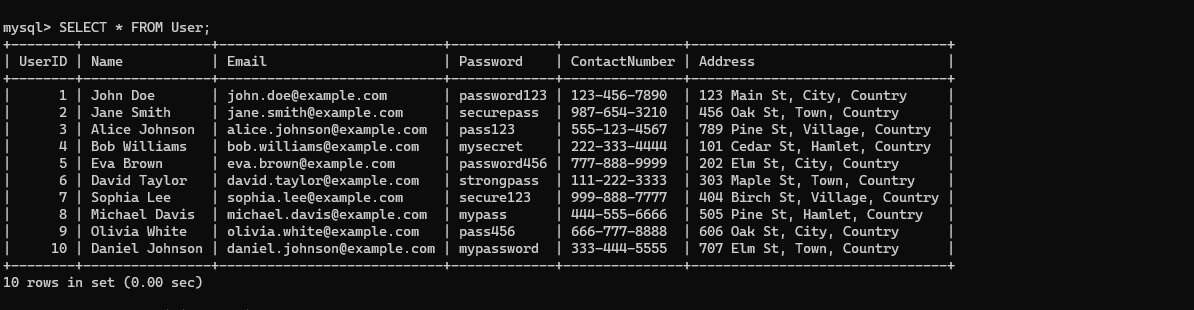 mysql> SELECT * FROM User;
+--------+----------------+----------------------------+-------------+---------------+--------------------------------+
| UserID | Name           | Email                      | Password    | ContactNumber | Address                        |
+--------+----------------+----------------------------+-------------+---------------+--------------------------------+
|      1 | John Doe       | john.doe@example.com       | password123 | 123-456-7890  | 123 Main St, City, Country     |
|      2 | Jane Smith     | jane.smith@example.com     | securepass  | 987-654-3210  | 456 Oak St, Town, Country      |
|      3 | Alice Johnson  | alice.johnson@example.com  | pass123     | 555-123-4567  | 789 Pine St, Village, Country  |
|      4 | Bob Williams   | bob.williams@example.com   | mysecret    | 222-333-4444  | 101 Cedar St, Hamlet, Country  |
|      5 | Eva Brown      | eva.brown@example.com      | password456 | 777-888-9999  | 202 Elm St, City, Country      |
|      6 | David Taylor   | david.taylor@example.com   | strongpass  | 111-222-3333  | 303 Maple St, Town, Country    |
|      7 | Sophia Lee     | sophia.lee@example.com     | secure123   | 999-888-7777  | 404 Birch St, Village, Country |
|      8 | Michael Davis  | michael.davis@example.com  | mypass      | 444-555-6666  | 505 Pine St, Hamlet, Country   |
|      9 | Olivia White   | olivia.white@example.com   | pass456     | 666-777-8888  | 606 Oak St, City, Country      |
|     10 | Daniel Johnson | daniel.johnson@example.com | mypassword  | 333-444-5555  | 707 Elm St, Town, Country      |
+--------+----------------+----------------------------+-------------+---------------+--------------------------------+
10 rows in set (0.00 sec)